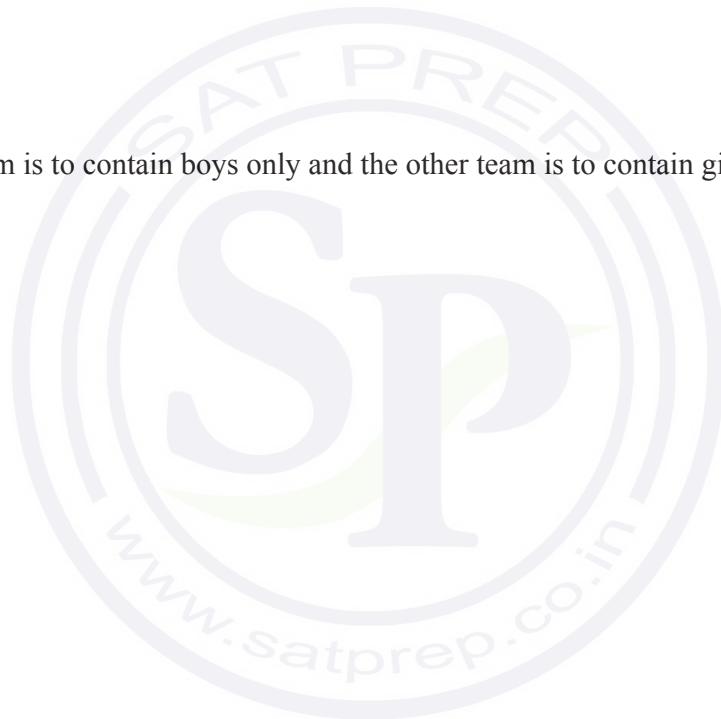 m is to contain boys only and the other team is to contain gi
SAT PREP
SP
www.satprep.co.in